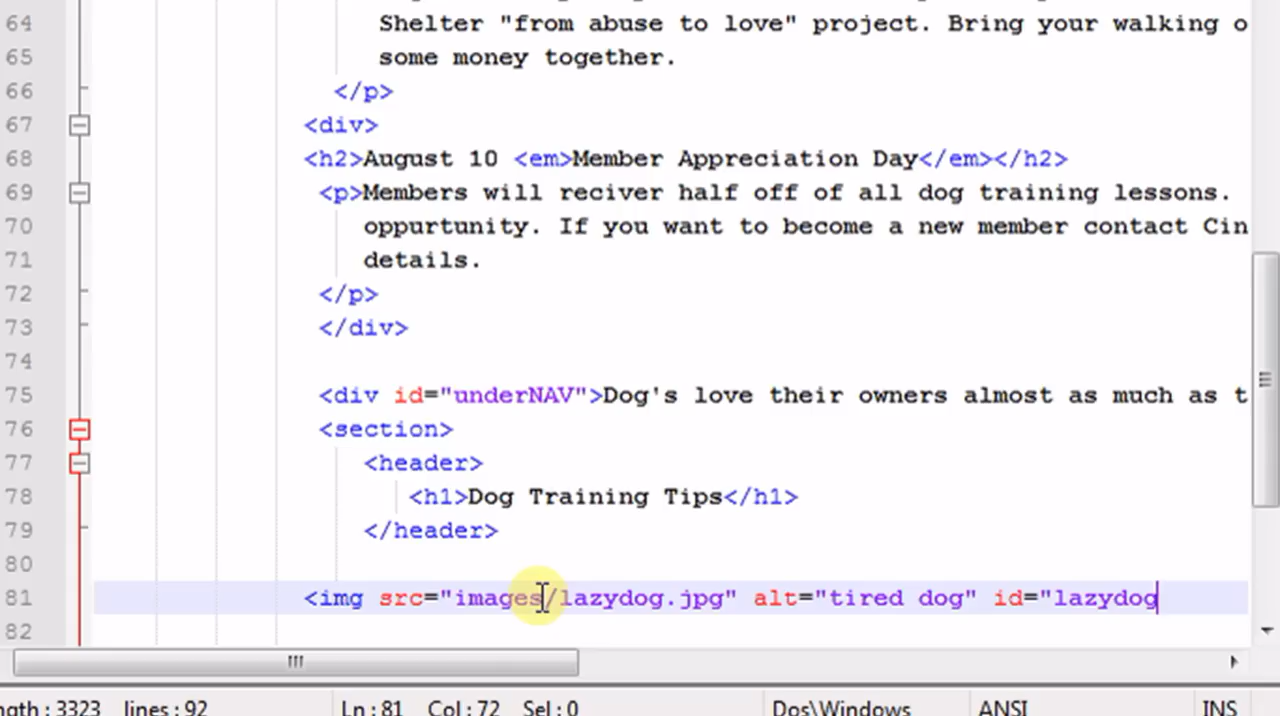 64 Shelter "from abuse to love" project. Bring your walking o
65 some money together.
66 </p>
67 <div>
68 <h2>August 10 <em>Member Appreciation Day</em></h2>
69 <p>Members will reciver half off of all dog training lessons.
70 oppurtunity. If you want to become a new member contact Cin
71 details.
72 </p>
73 </div>
74
75 <div id="underNAV">Dog's love their owners almost as much as t
76 <section>
77 <header>
78 <h1>Dog Training Tips</h1>
79 </header>
80
81 <img src="images/lazydog.jpg" alt="tired dog" id="lazydog
82
ngth : 3323 lines : 92 Ln : 81 Col : 72 Sel : 0 Dos\Windows ANSI INS